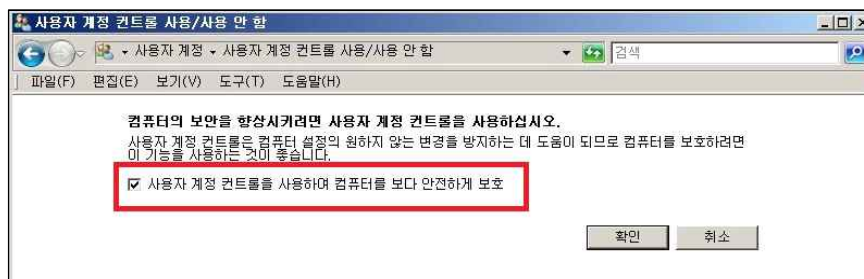 사용자 계정 컨트롤 사용/사용 안 함
사용자 계정 ▾ 사용자 계정 컨트롤 사용/사용 안 함
검색
파일(F) 편집(E) 보기(V) 도구(T) 도움말(H)
컴퓨터의 보안을 향상시키려면 사용자 계정 컨트롤을 사용하십시오.
사용자 계정 컨트롤은 컴퓨터 설정의 원하지 않는 변경을 방지하는 데 도움이 되므로 컴퓨터를 보호하려면
이 기능을 사용하는 것이 좋습니다.
사용자 계정 컨트롤을 사용하여 컴퓨터를 보다 안전하게 보호
확인 취소